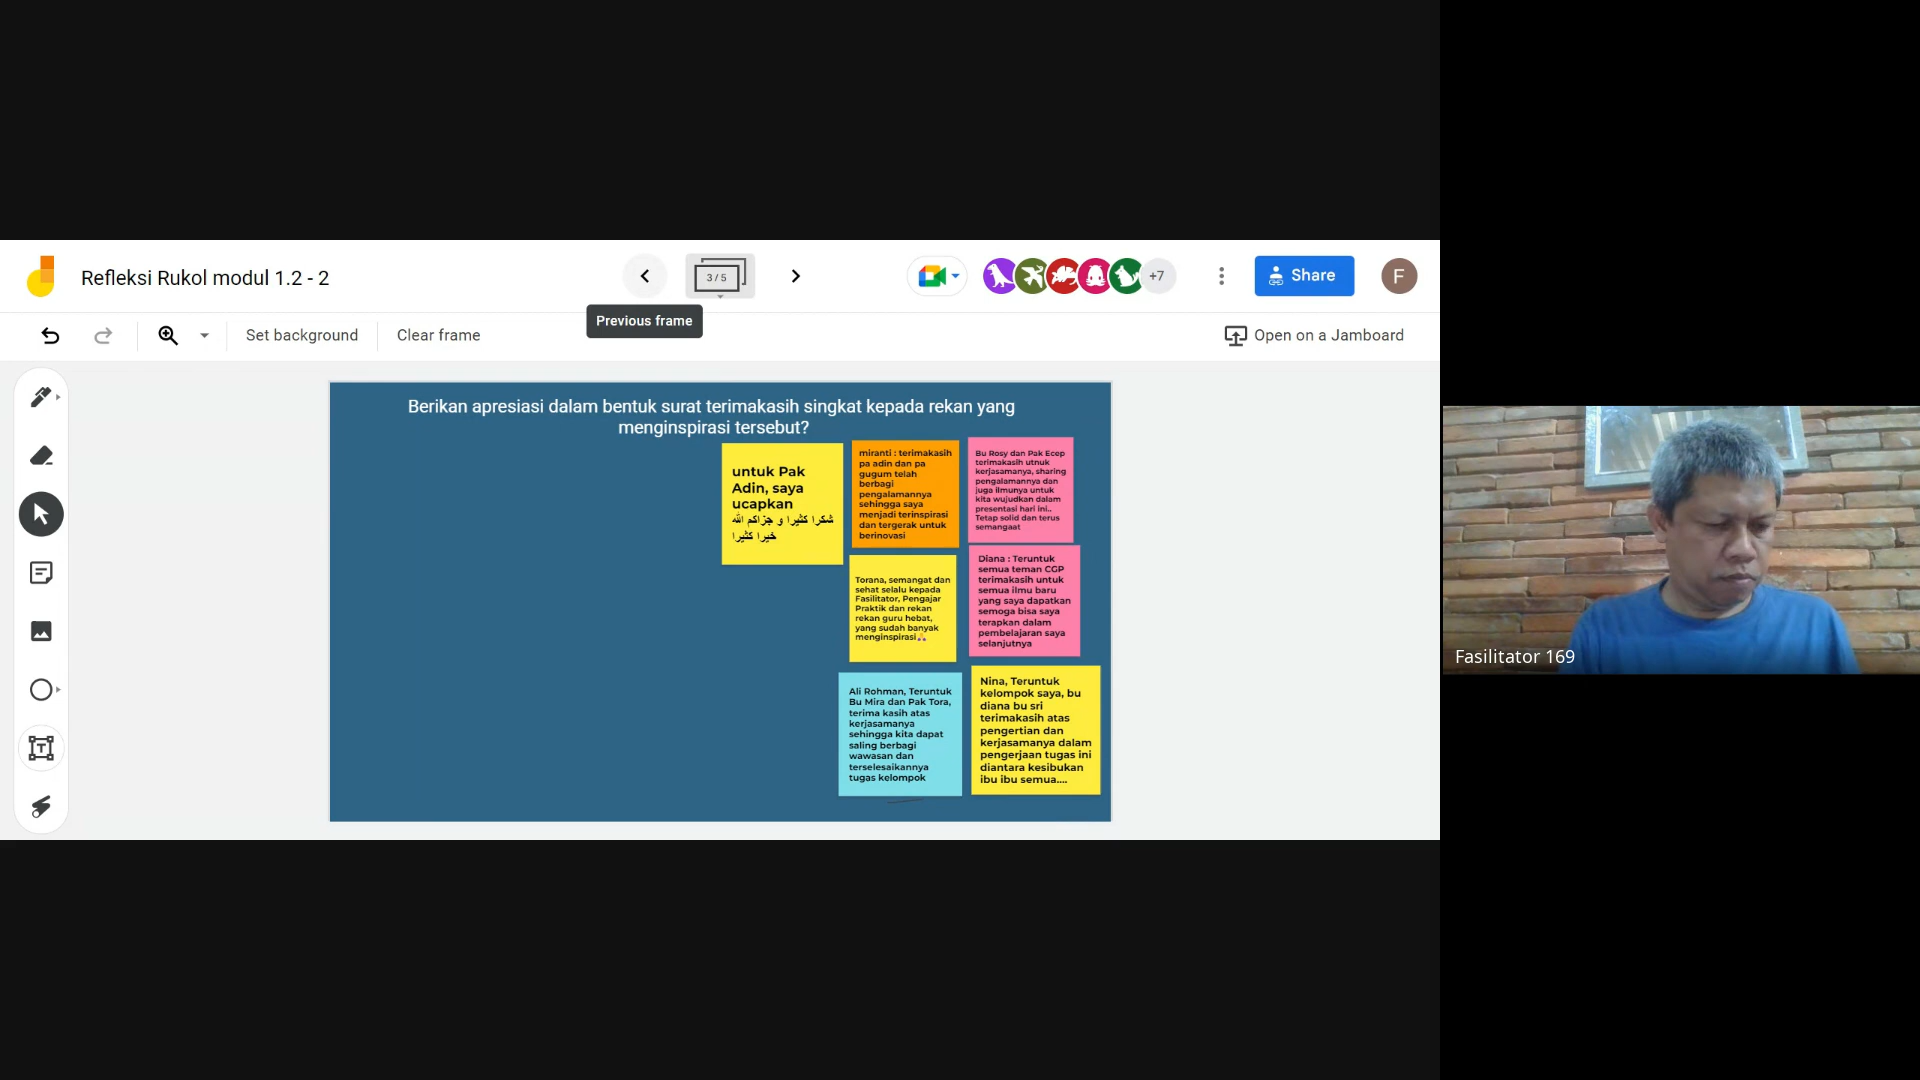 Refleksi Rukol modul 1.2 - 2
3 / 5
+7
Share
F
Previous frame
Set background
Clear frame
Open on a Jamboard
Berikan apresiasi dalam bentuk surat terimakasih singkat kepada rekan yang
menginspirasi tersebut?
untuk Pak
Adin, saya
ucapkan
شكرا كثيرا و جزاكم الله
خيرا كثيرا
miranti : terimakasih
pa adin dan pa
gugum telah
berbagi
pengalamannya
sehingga saya
menjadi terinspirasi
dan tergerak untuk
berinovasi
Bu Rosy dan Pak Ecep
terimakasih utnuk
kerjasamanya, sharing
pengalamannya dan
juga ilmunya untuk
kita wujudkan dalam
presentasi hari ini..
Tetap solid dan terus
semangaat
Torana, semangat dan
sehat selalu kepada
Fasilitator, Pengajar
Praktik dan rekan
rekan guru hebat,
yang sudah banyak
menginspirasi🙏
Diana : Teruntuk
semua teman CGP
terimakasih untuk
semua ilmu baru
yang saya dapatkan
semoga bisa saya
terapkan dalam
pembelajaran saya
selanjutnya
Ali Rohman, Teruntuk
Bu Mira dan Pak Tora,
terima kasih atas
kerjasamanya
sehingga kita dapat
saling berbagi
wawasan dan
terselesaikannya
tugas kelompok
Nina, Teruntuk
kelompok saya, bu
diana bu sri
terimakasih atas
pengertian dan
kerjasamanya dalam
pengerjaan tugas ini
diantara kesibukan
ibu ibu semua....
Fasilitator 169